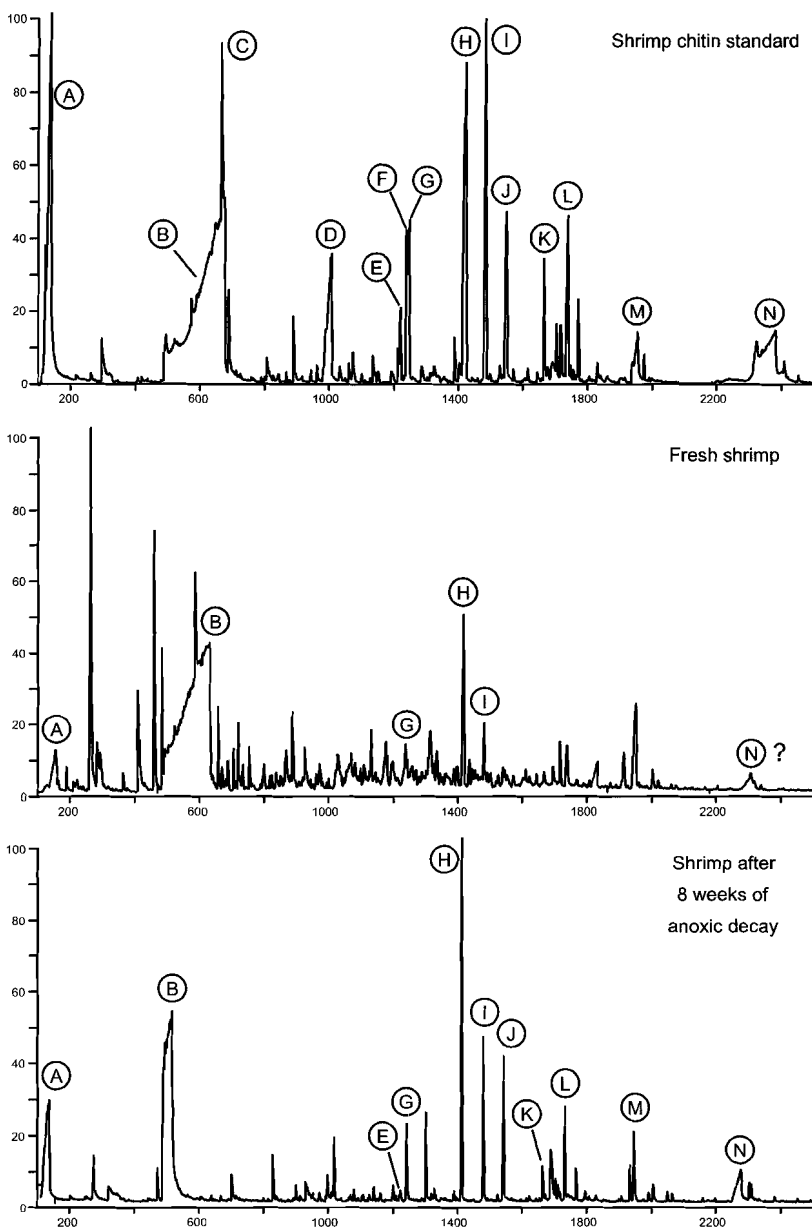 Shrimp chitin standard
100
80
60
40
20
0
A
B
C
D
E
F
G
H
I
J
K
L
M
N
200
600
1000
1400
1800
2200
Fresh shrimp
100
80
60
40
20
0
A
B
G
H
I
N ?
200
600
1000
1400
1800
2200
Shrimp after
8 weeks of
anoxic decay
100
80
60
40
20
0
A
B
E
G
H
I
J
K
L
M
N
200
600
1000
1400
1800
2200